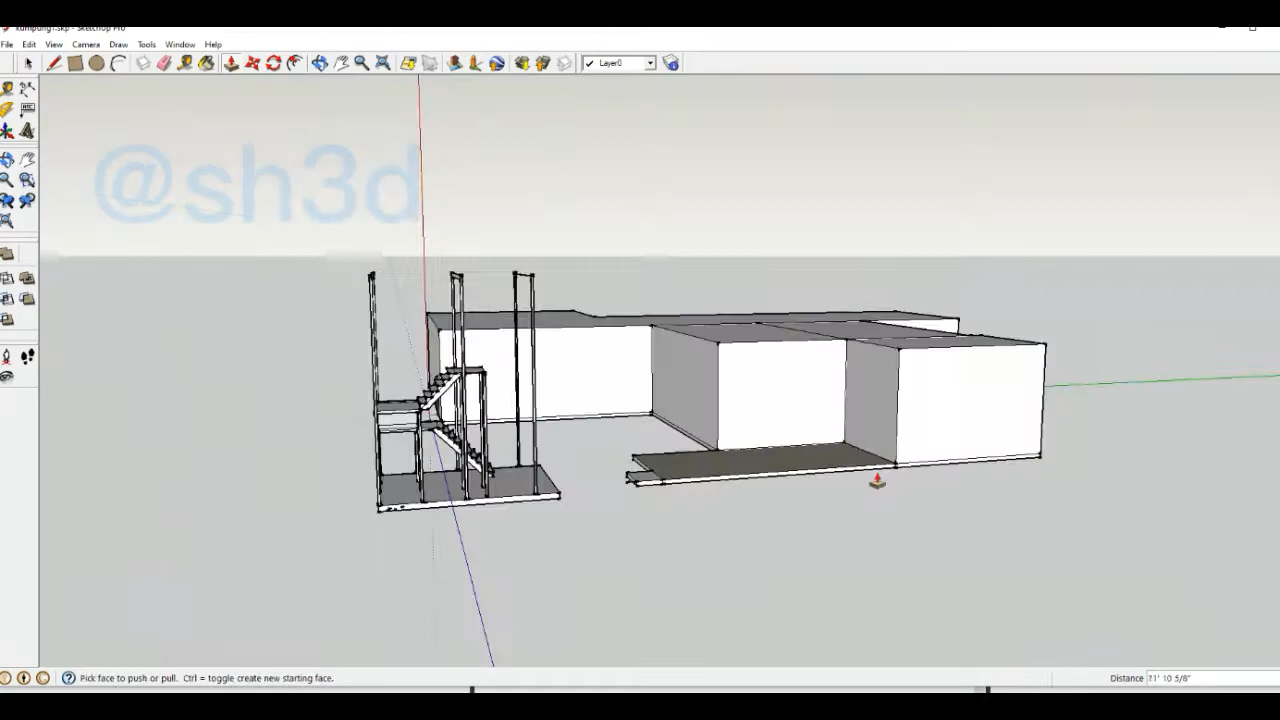 File Edit View Camera Draw Tools Window Help
Layer0
@sh3d
Pick face to push or pull. Ctrl = toggle create new starting face.
Distance